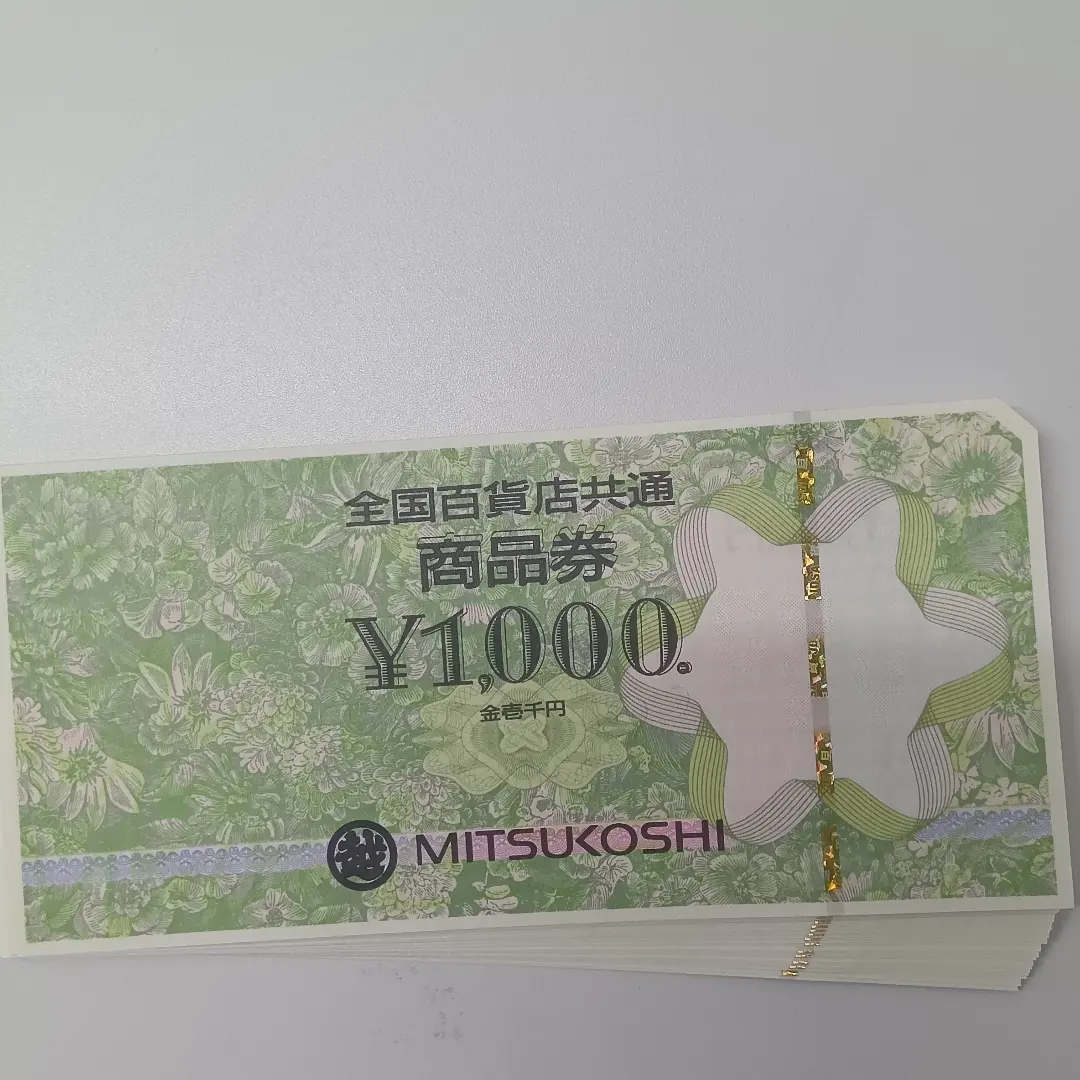 全国百貨店共通
商品券
¥1,000.
金壱千円
越 MITSUKOSHI